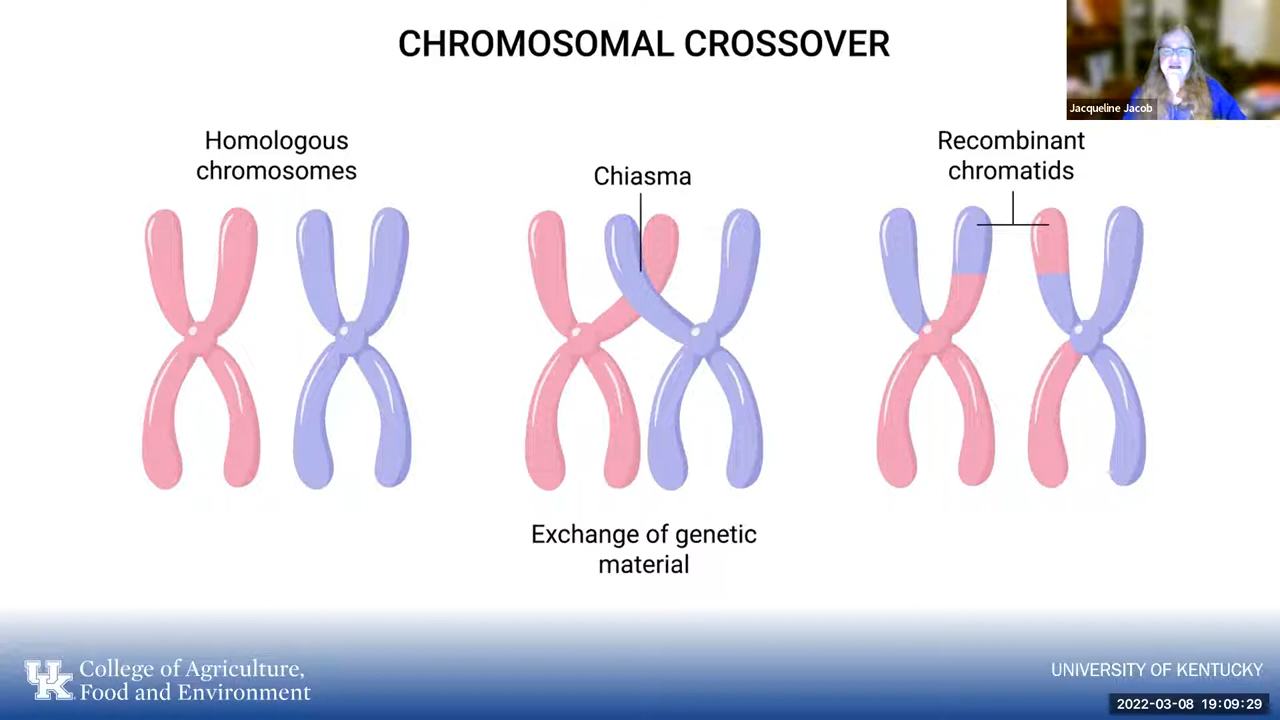 CHROMOSOMAL CROSSOVER
Jacqueline Jacob
Homologous
chromosomes
Chiasma
Recombinant
chromatids
Exchange of genetic
material
UK
College of Agriculture,
Food and Environment
UNIVERSITY OF KENTUCKY
2022-03-08 19:09:29